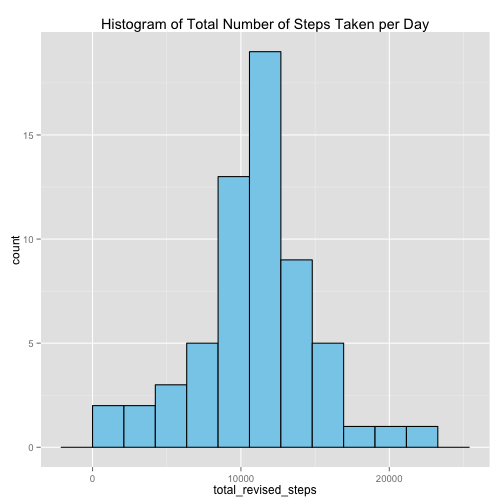 Histogram of Total Number of Steps Taken per Day
count
15
10
5
0
0 10000 20000
total_revised_steps